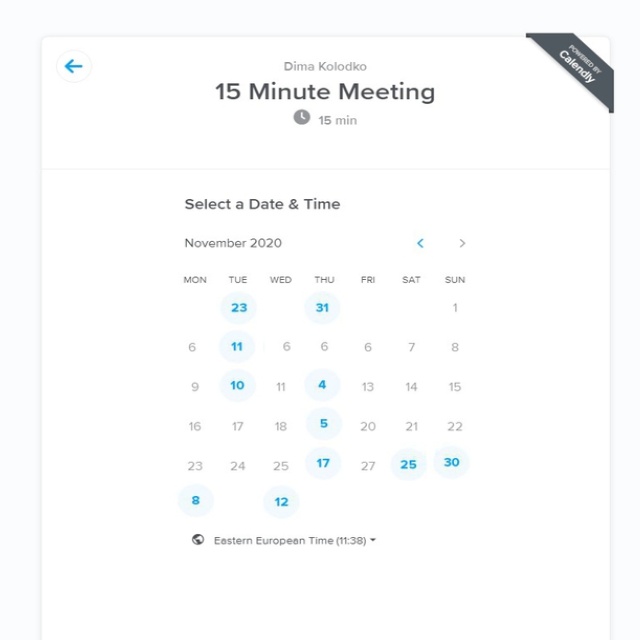 POWERED BY
Calendly
Dima Kolodko
15 Minute Meeting
15 min
Select a Date & Time
November 2020
MON TUE WED THU FRI SAT SUN
23 31 1
6 11 6 6 6 7 8
9 10 11 4 13 14 15
16 17 18 5 20 21 22
23 24 25 17 27 25 30
8 12
Eastern European Time (11:38)